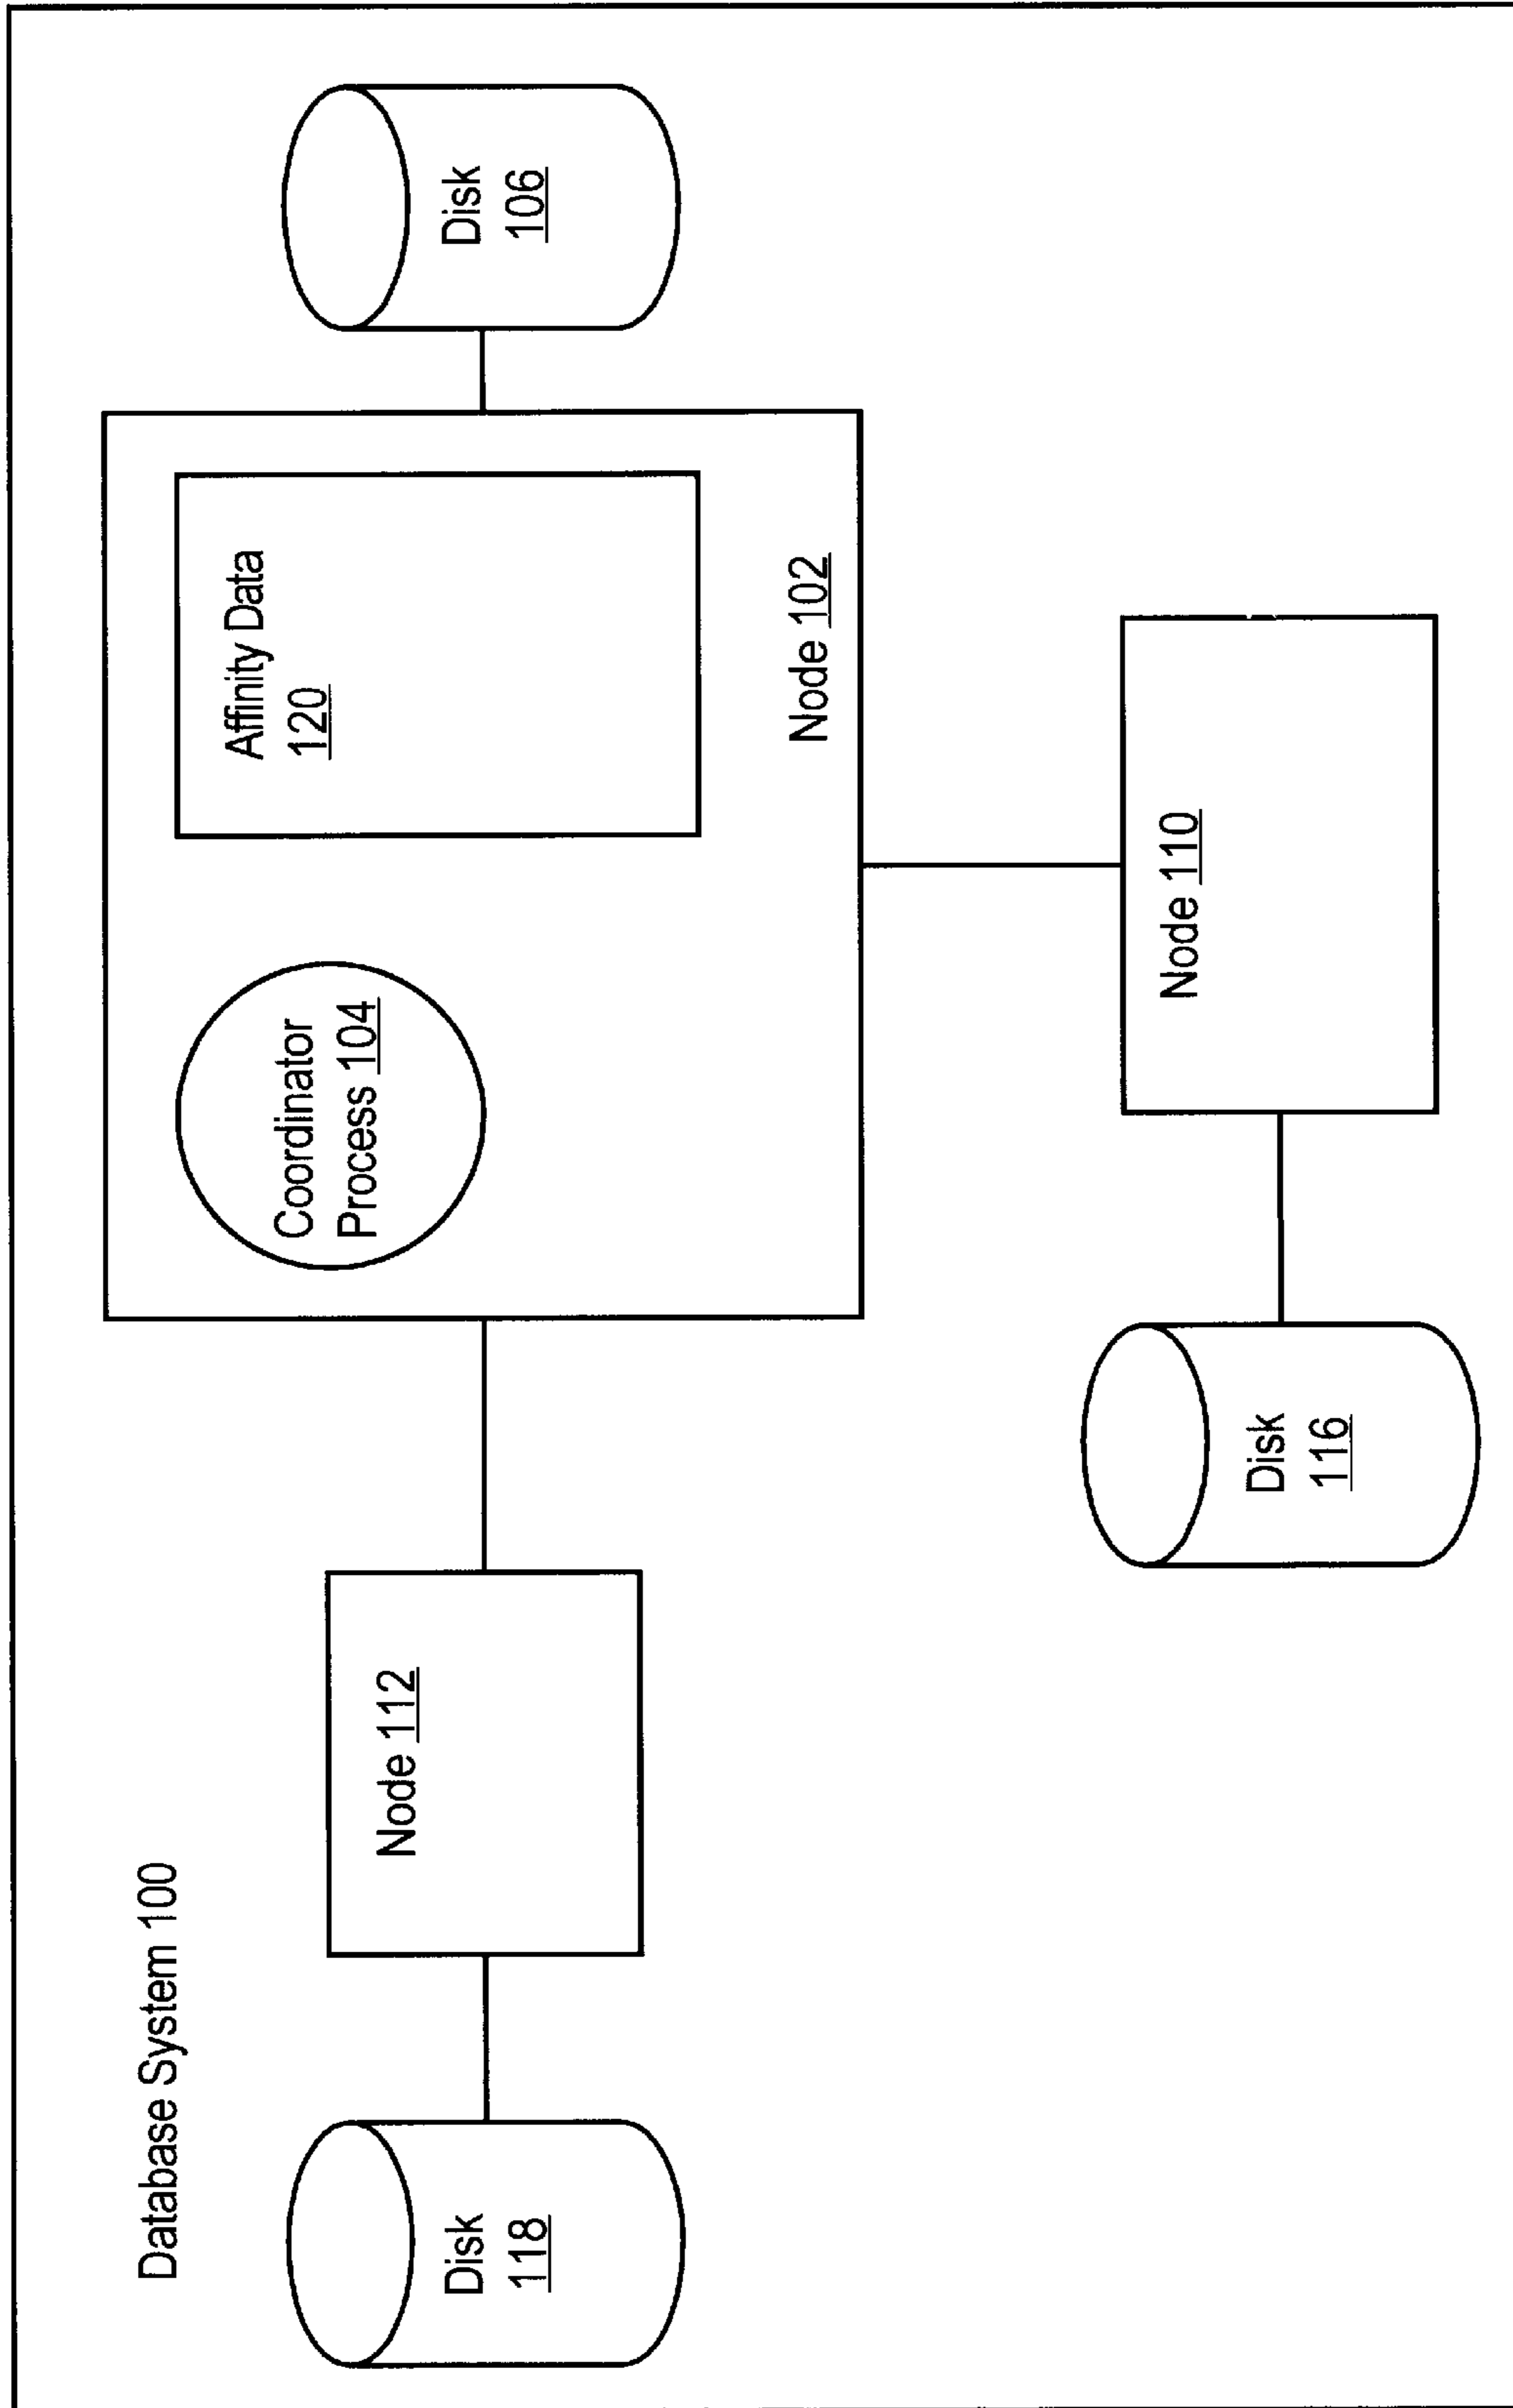 Database System 100
Disk
118
Node 112
Coordinator
Process 104
Affinity Data
120
Node 102
Disk
106
Disk
116
Node 110